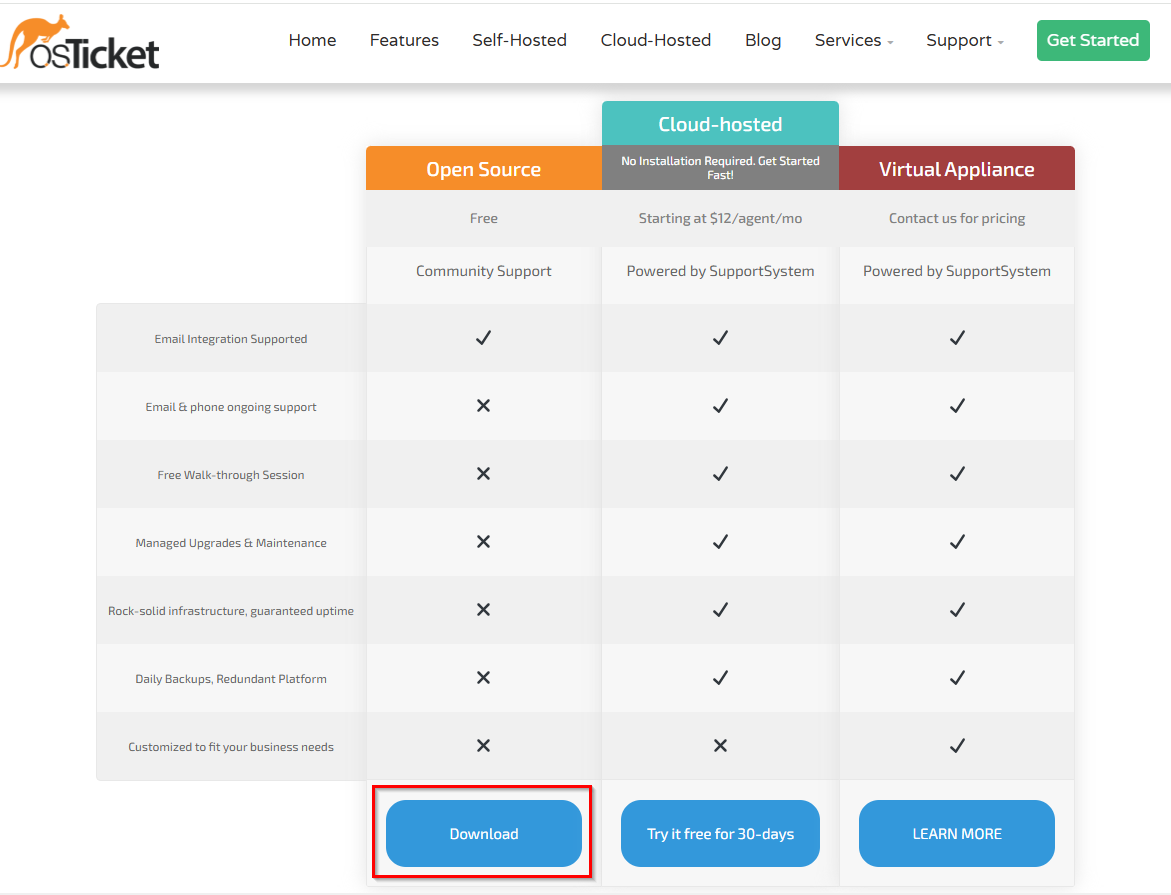 osTicket
Home Features Self-Hosted Cloud-Hosted Blog Services Support Get Started
Cloud-hosted
Open Source No Installation Required. Get Started Fast! Virtual Appliance
Free Starting at $12/agent/mo Contact us for pricing
Community Support Powered by SupportSystem Powered by SupportSystem
Email Integration Supported
Email & phone ongoing support
Free Walk-through Session
Managed Upgrades & Maintenance
Rock-solid infrastructure, guaranteed uptime
Daily Backups, Redundant Platform
Customized to fit your business needs
Download Try it free for 30-days LEARN MORE